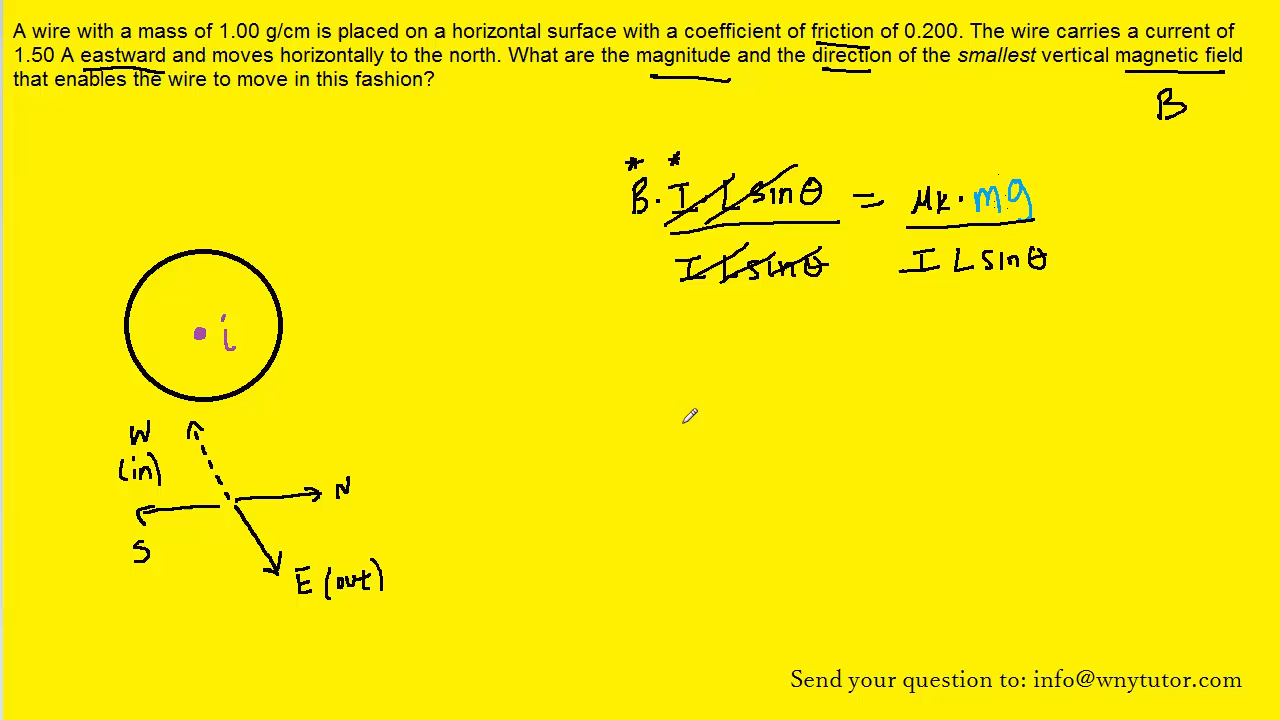 A wire with a mass of 1.00 g/cm is placed on a horizontal surface with a coefficient of friction of 0.200. The wire carries a current of
1.50 A eastward and moves horizontally to the north. What are the magnitude and the direction of the smallest vertical magnetic field
that enables the wire to move in this fashion?
B
* *
B · I · L sin θ = μk · mg
I L sin θ I L sin θ
i
W
(in)
N
S
E (out)
Send your question to: info@wnytutor.com